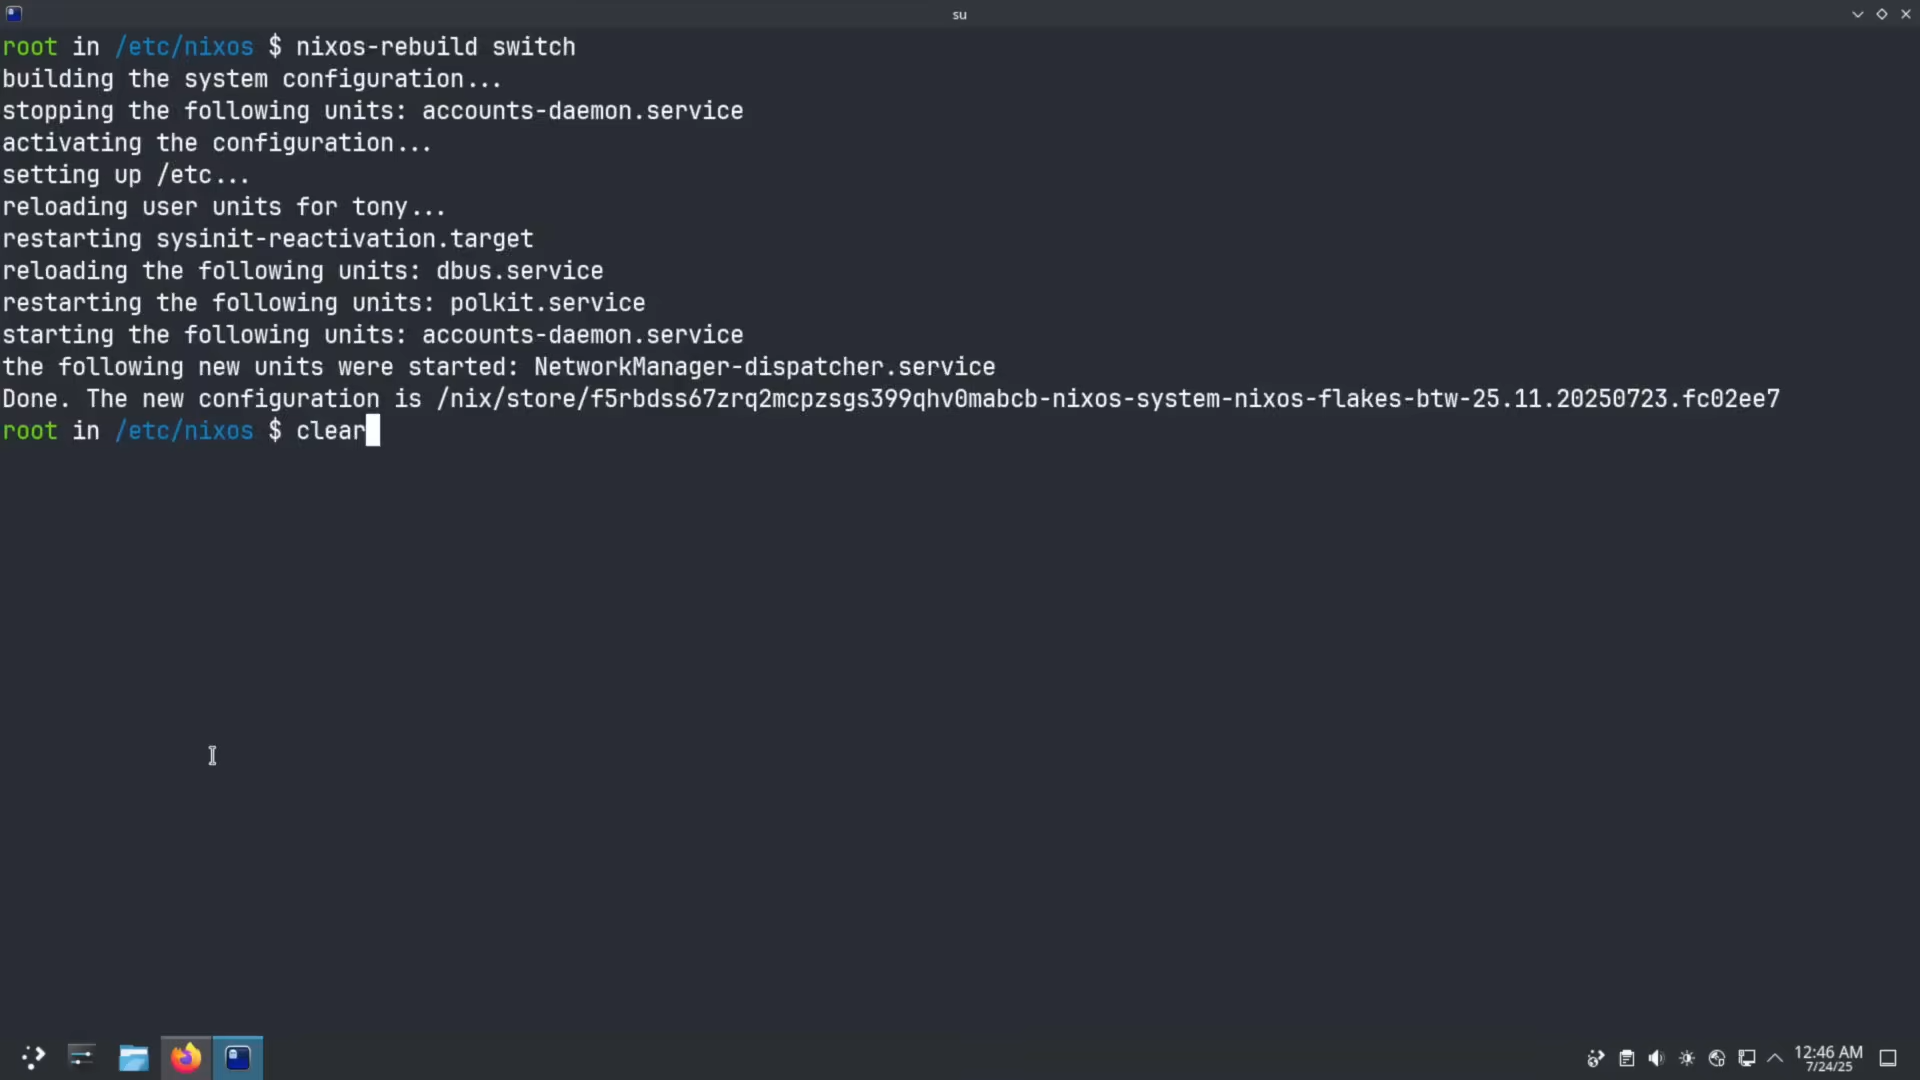 su
root in /etc/nixos $ nixos-rebuild switch
building the system configuration...
stopping the following units: accounts-daemon.service
activating the configuration...
setting up /etc...
reloading user units for tony...
restarting sysinit-reactivation.target
reloading the following units: dbus.service
restarting the following units: polkit.service
starting the following units: accounts-daemon.service
the following new units were started: NetworkManager-dispatcher.service
Done. The new configuration is /nix/store/f5rbdss67zrq2mcpzsgs399qhv0mabcb-nixos-system-nixos-flakes-btw-25.11.20250723.fc02ee7
root in /etc/nixos $ clear
12:46 AM
7/24/25